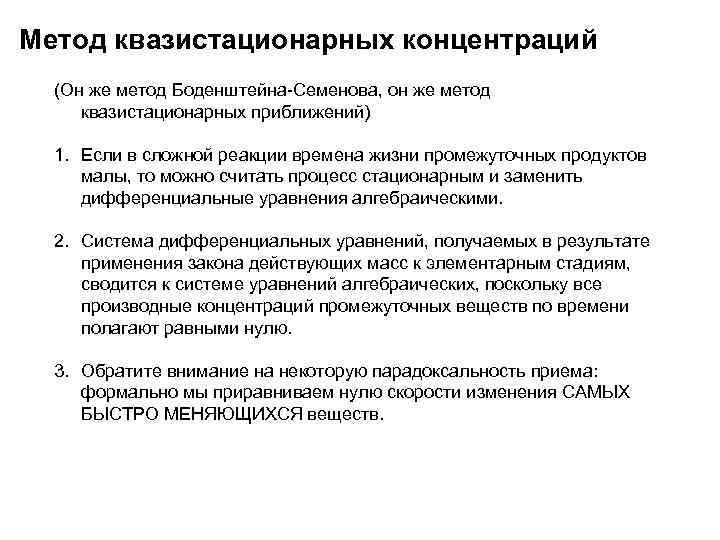 Метод квазистационарных концентраций
(Он же метод Боденштейна-Семенова, он же метод
квазистационарных приближений)
1. Если в сложной реакции времена жизни промежуточных продуктов
малы, то можно считать процесс стационарным и заменить
дифференциальные уравнения алгебраическими.
2. Система дифференциальных уравнений, получаемых в результате
применения закона действующих масс к элементарным стадиям,
сводится к системе уравнений алгебраических, поскольку все
производные концентраций промежуточных веществ по времени
полагают равными нулю.
3. Обратите внимание на некоторую парадоксальность приема:
формально мы приравниваем нулю скорости изменения САМЫХ
БЫСТРО МЕНЯЮЩИХСЯ веществ.